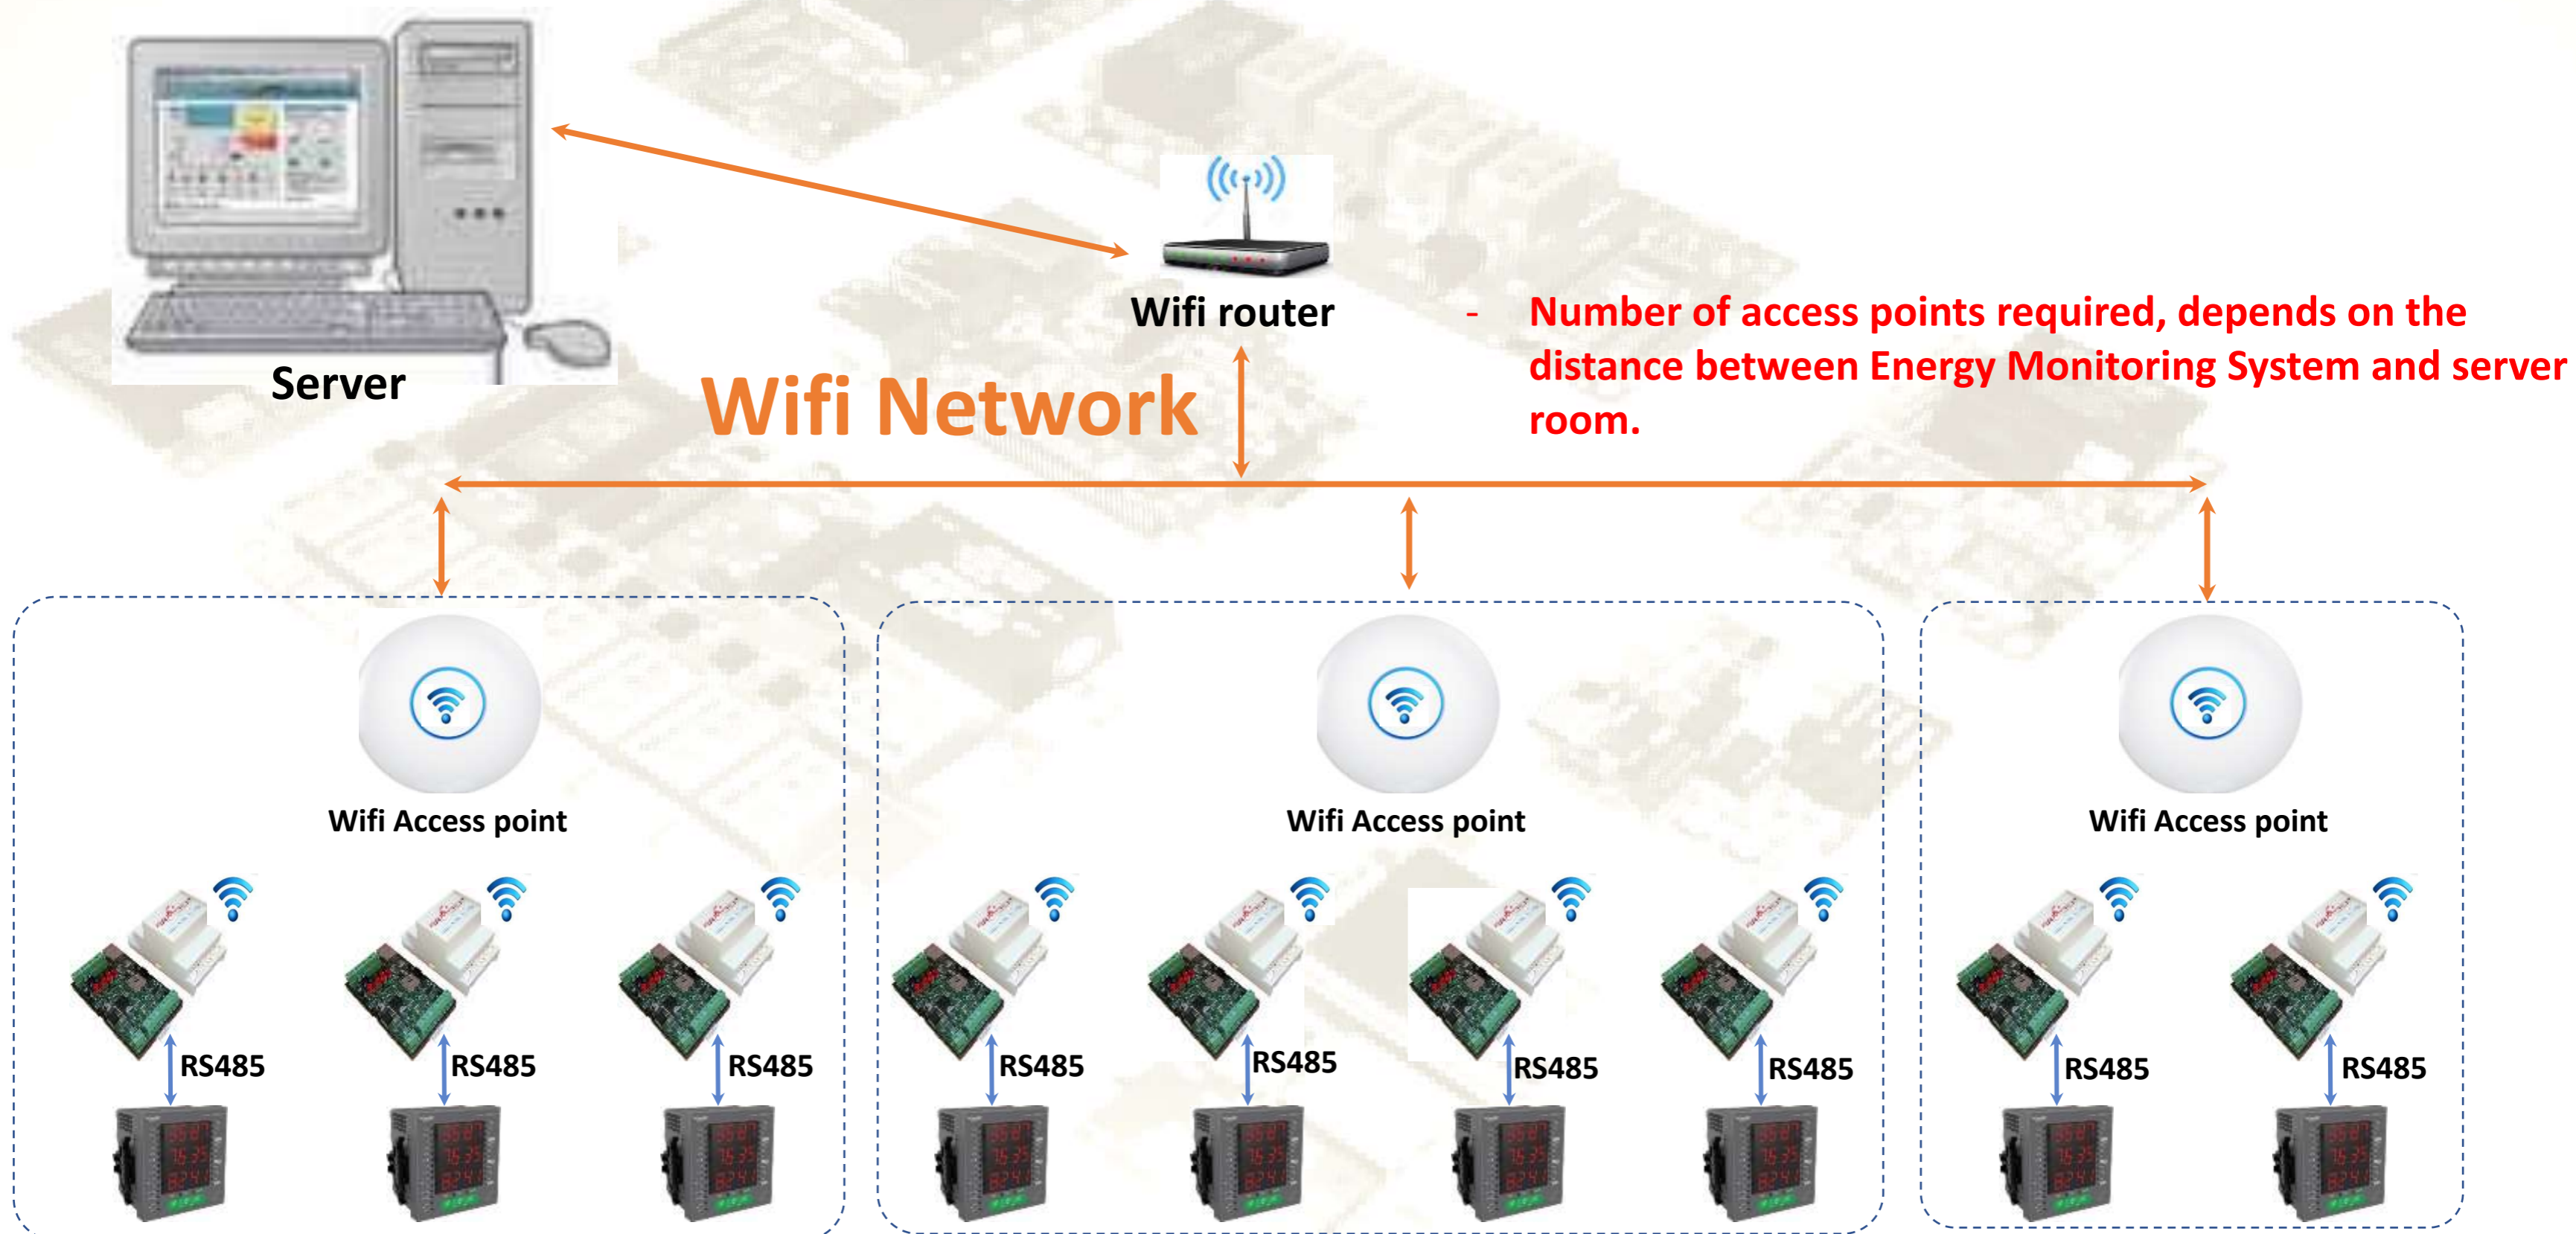 Server
Wifi router
- Number of access points required, depends on the
distance between Energy Monitoring System and server
room.
Wifi Network
Wifi Access point
Wifi Access point
Wifi Access point
RS485
RS485
RS485
RS485
RS485
RS485
RS485
RS485
RS485